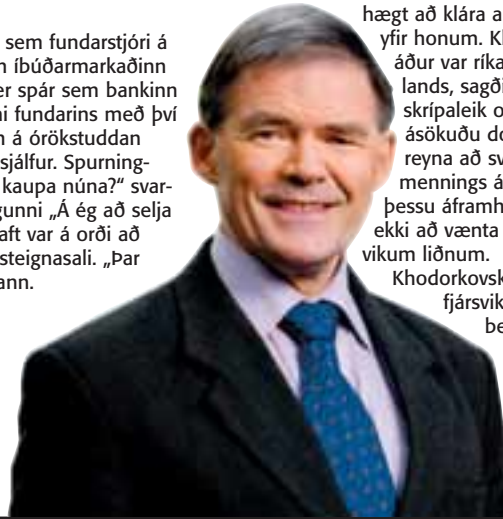 sem fundarstjóri á
íbúðarmarkaðinn
er spár sem bankinn
fundarins með því
á órökstuddan
sjálfur. Spurning-
kaupa núna?“ svar-
gunni „Á ég að selja
aft var á orði að
steignasali. „Þar
ann.
hægt að klára a
yfir honum. K
áður var ríka
lands, sagði
skrípaleik o
ásökuðu do
reyna að sv
mennings á
þessu áframh
ekki að vænta
vikum liðnum.
Khodorkovsk
fjársvik
be